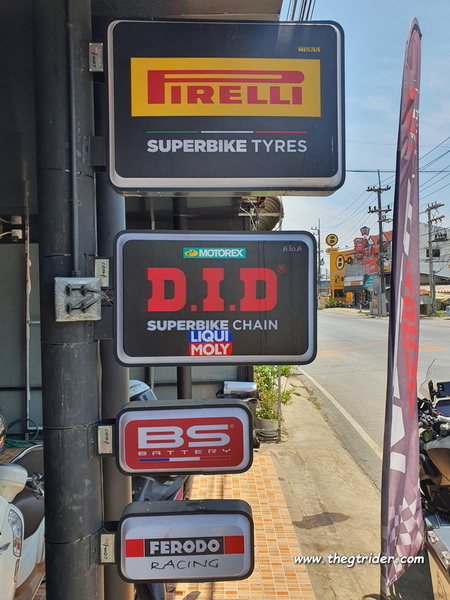 PIRELLI
SUPERBIKE TYRES
MOTOREX
D.I.D®
SUPERBIKE CHAIN
LIQUI
MOLY
BS
BATTERY
FERODO
RACING
www.thegtrider.com